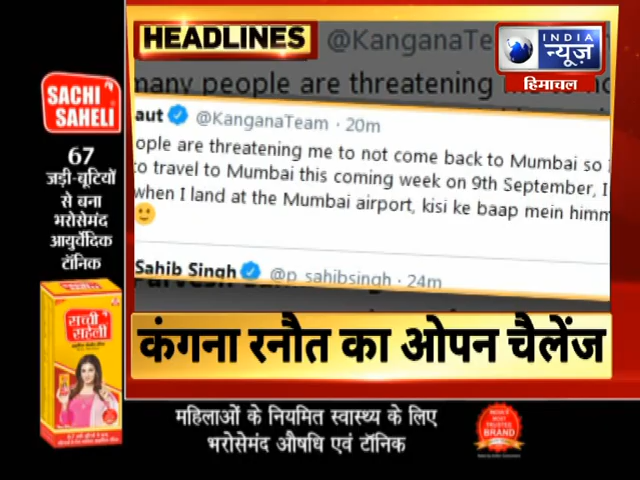 HEADLINES
@KanganaTe
INDIA
न्यूज़
हिमाचल
many people are threatening
aut @KanganaTeam · 20m
ople are threatening me to not come back to Mumbai so
to travel to Mumbai this coming week on 9th September, I
when I land at the Mumbai airport, kisi ke baap mein himm
Sahib Singh @p_sahibsingh · 24m
कंगना रनौत का ओपन चैलेंज
SACHI
SAHELI
67
जड़ी-बूटियों
से बना
भरोसेमंद
आयुर्वेदिक
टॉनिक
सच्ची
सहेली
महिलाओं के नियमित स्वास्थ्य के लिए
भरोसेमंद औषधि एवं टॉनिक
INDIA'S
MOST
TRUSTED
BRAND